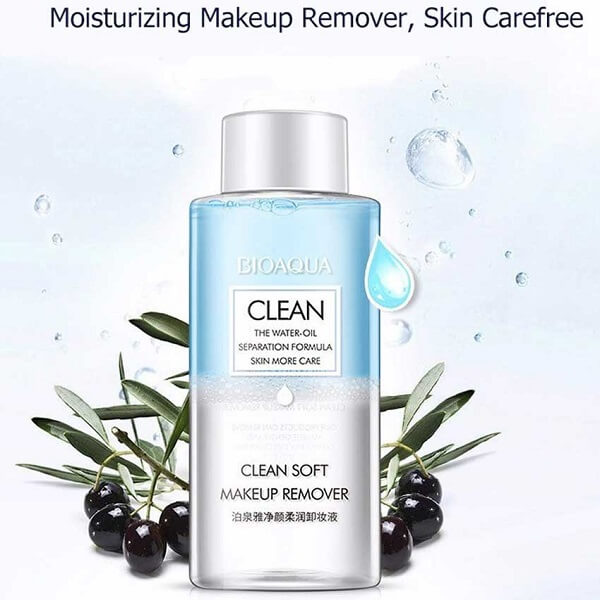 Moisturizing Makeup Remover, Skin Carefree
BIOAQUA
CLEAN
THE WATER-OIL
SEPARATION FORMULA
SKIN MORE CARE
CLEAN SOFT
MAKEUP REMOVER
泊泉雅净颜柔润卸妆液